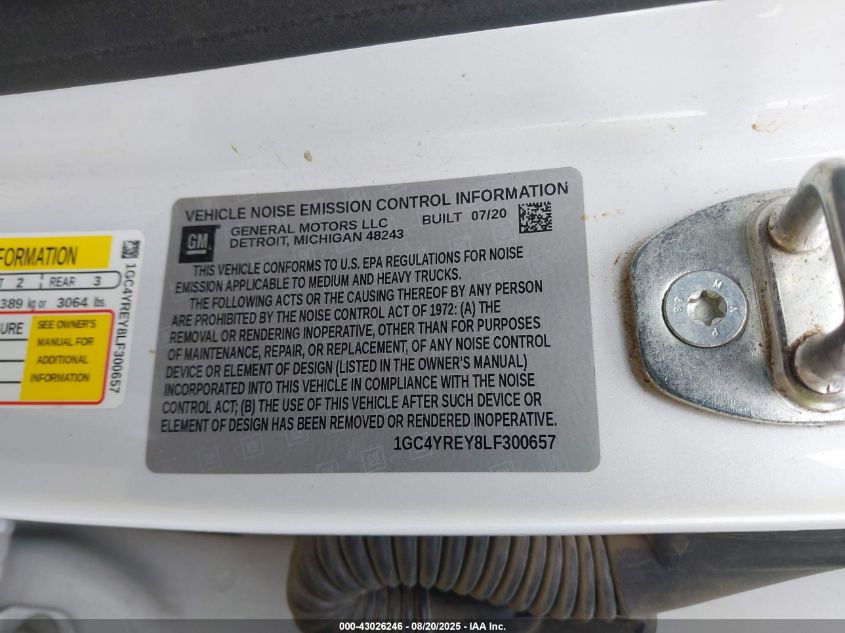 VEHICLE NOISE EMISSION CONTROL INFORMATION
GM
GENERAL MOTORS LLC BUILT 07/20
DETROIT, MICHIGAN 48243
THIS VEHICLE CONFORMS TO U.S. EPA REGULATIONS FOR NOISE
EMISSION APPLICABLE TO MEDIUM AND HEAVY TRUCKS.
THE FOLLOWING ACTS OR THE CAUSING THEREOF BY ANY PERSON
ARE PROHIBITED BY THE NOISE CONTROL ACT OF 1972: (A) THE
REMOVAL OR RENDERING INOPERATIVE, OTHER THAN FOR PURPOSES
OF MAINTENANCE, REPAIR, OR REPLACEMENT, OF ANY NOISE CONTROL
DEVICE OR ELEMENT OF DESIGN (LISTED IN THE OWNER'S MANUAL)
INCORPORATED INTO THIS VEHICLE IN COMPLIANCE WITH THE NOISE
CONTROL ACT; (B) THE USE OF THIS VEHICLE AFTER SUCH DEVICE OR
ELEMENT OF DESIGN HAS BEEN REMOVED OR RENDERED INOPERATIVE.
1GC4YREY8LF300657
FORMATION
T 2 REAR 3
389 kg or 3064 lbs.
SURE
SEE OWNER'S
MANUAL FOR
ADDITIONAL
INFORMATION
1GC4YREY8LF300657
000-43026246 - 08/20/2025 - IAA Inc.